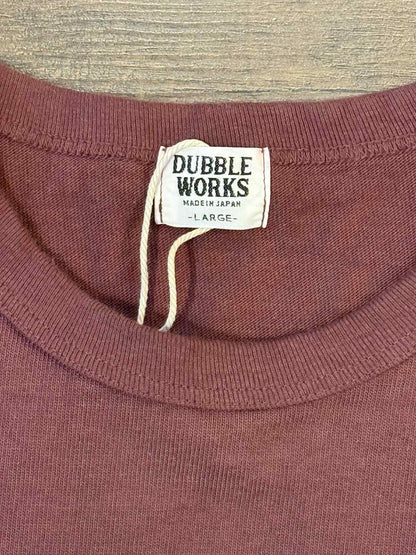 DUBBLE
WORKS
MADE IN JAPAN
-LARGE-